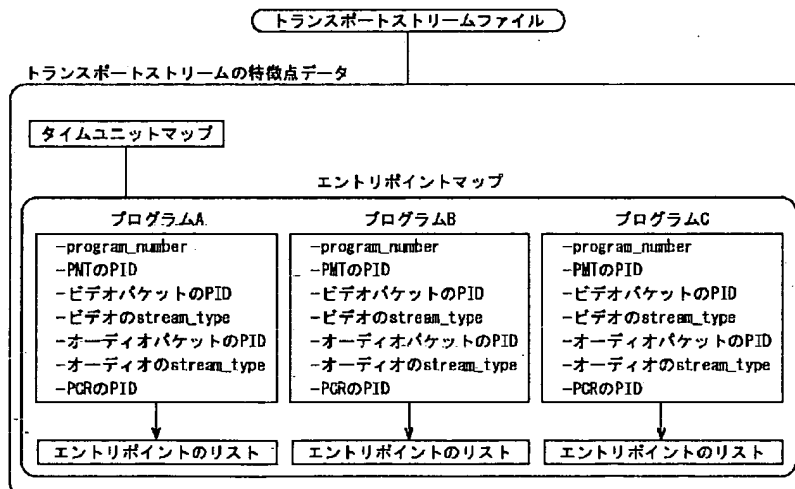 トランスポートストリームファイル
トランスポートストリームの特徴点データ
タイムユニットマップ
エントリポイントマップ
プログラムA
-program_number
-PMTのPID
-ビデオパケットのPID
-ビデオのstream_type
-オーディオパケットのPID
-オーディオのstream_type
-PCRのPID
エントリポイントのリスト
プログラムB
-program_number
-PMTのPID
-ビデオパケットのPID
-ビデオのstream_type
-オーディオパケットのPID
-オーディオのstream_type
-PCRのPID
エントリポイントのリスト
プログラムC
-program_number
-PMTのPID
-ビデオパケットのPID
-ビデオのstream_type
-オーディオパケットのPID
-オーディオのstream_type
-PCRのPID
エントリポイントのリスト